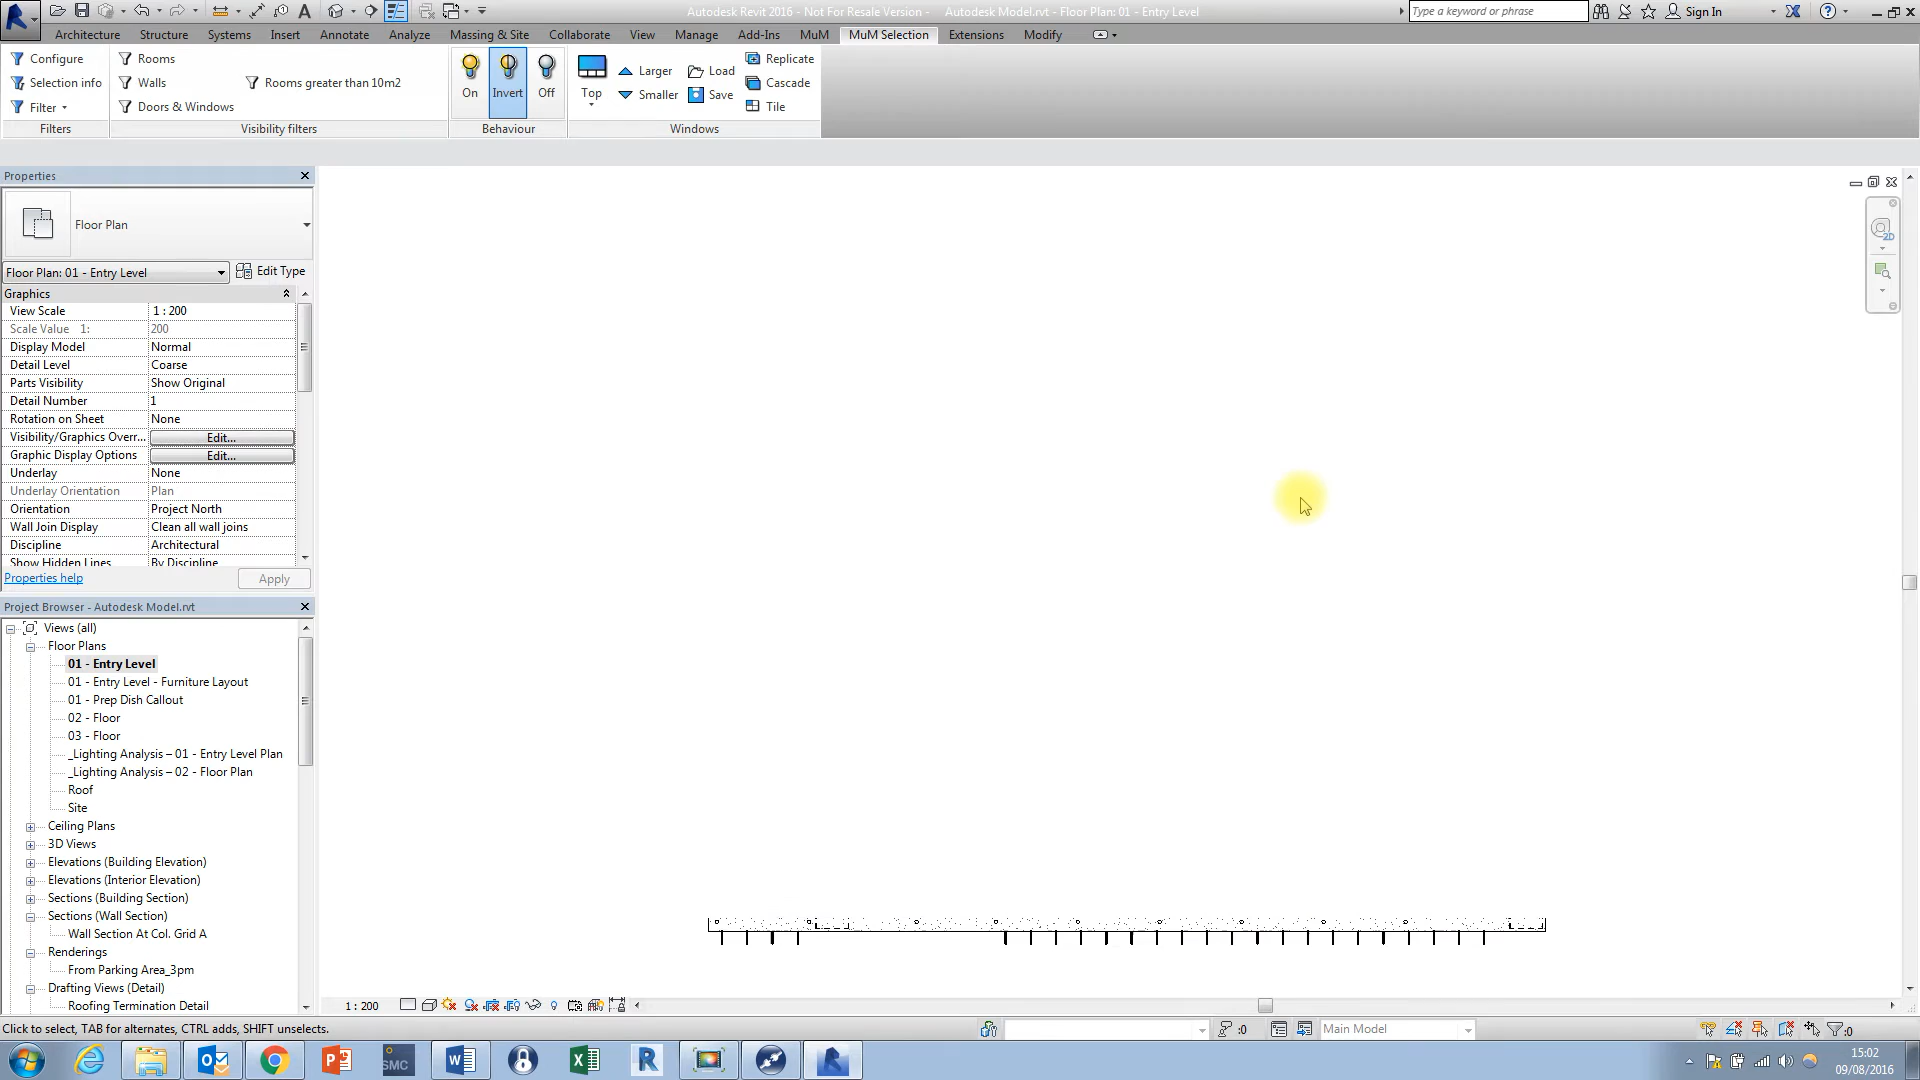 Autodesk Revit 2016 - Not For Resale Version - Autodesk Model.rvt - Floor Plan: 01 - Entry Level
Type a keyword or phrase
Sign In
Architecture Structure Systems Insert Annotate Analyze Massing & Site Collaborate View Manage Add-Ins MuM MuM Selection Extensions Modify
Configure
Selection info
Filter
Filters
Rooms
Walls
Doors & Windows
Rooms greater than 10m2
Visibility filters
On
Invert
Off
Behaviour
Top
Larger
Smaller
Load
Save
Replicate
Cascade
Tile
Windows
Properties
Floor Plan
Floor Plan: 01 - Entry Level
Edit Type
Graphics
View Scale 1 : 200
Scale Value 1: 200
Display Model Normal
Detail Level Coarse
Parts Visibility Show Original
Detail Number 1
Rotation on Sheet None
Visibility/Graphics Overr... Edit...
Graphic Display Options Edit...
Underlay None
Underlay Orientation Plan
Orientation Project North
Wall Join Display Clean all wall joins
Discipline Architectural
Show Hidden Lines By Discipline
Properties help
Apply
Project Browser - Autodesk Model.rvt
Views (all)
Floor Plans
01 - Entry Level
01 - Entry Level - Furniture Layout
01 - Prep Dish Callout
02 - Floor
03 - Floor
_Lighting Analysis – 01 - Entry Level Plan
_Lighting Analysis – 02 - Floor Plan
Roof
Site
Ceiling Plans
3D Views
Elevations (Building Elevation)
Elevations (Interior Elevation)
Sections (Building Section)
Sections (Wall Section)
Wall Section At Col. Grid A
Renderings
From Parking Area_3pm
Drafting Views (Detail)
Roofing Termination Detail
2D
1 : 200
Click to select, TAB for alternates, CTRL adds, SHIFT unselects.
:0
Main Model
:0
SMC
15:02
09/08/2016